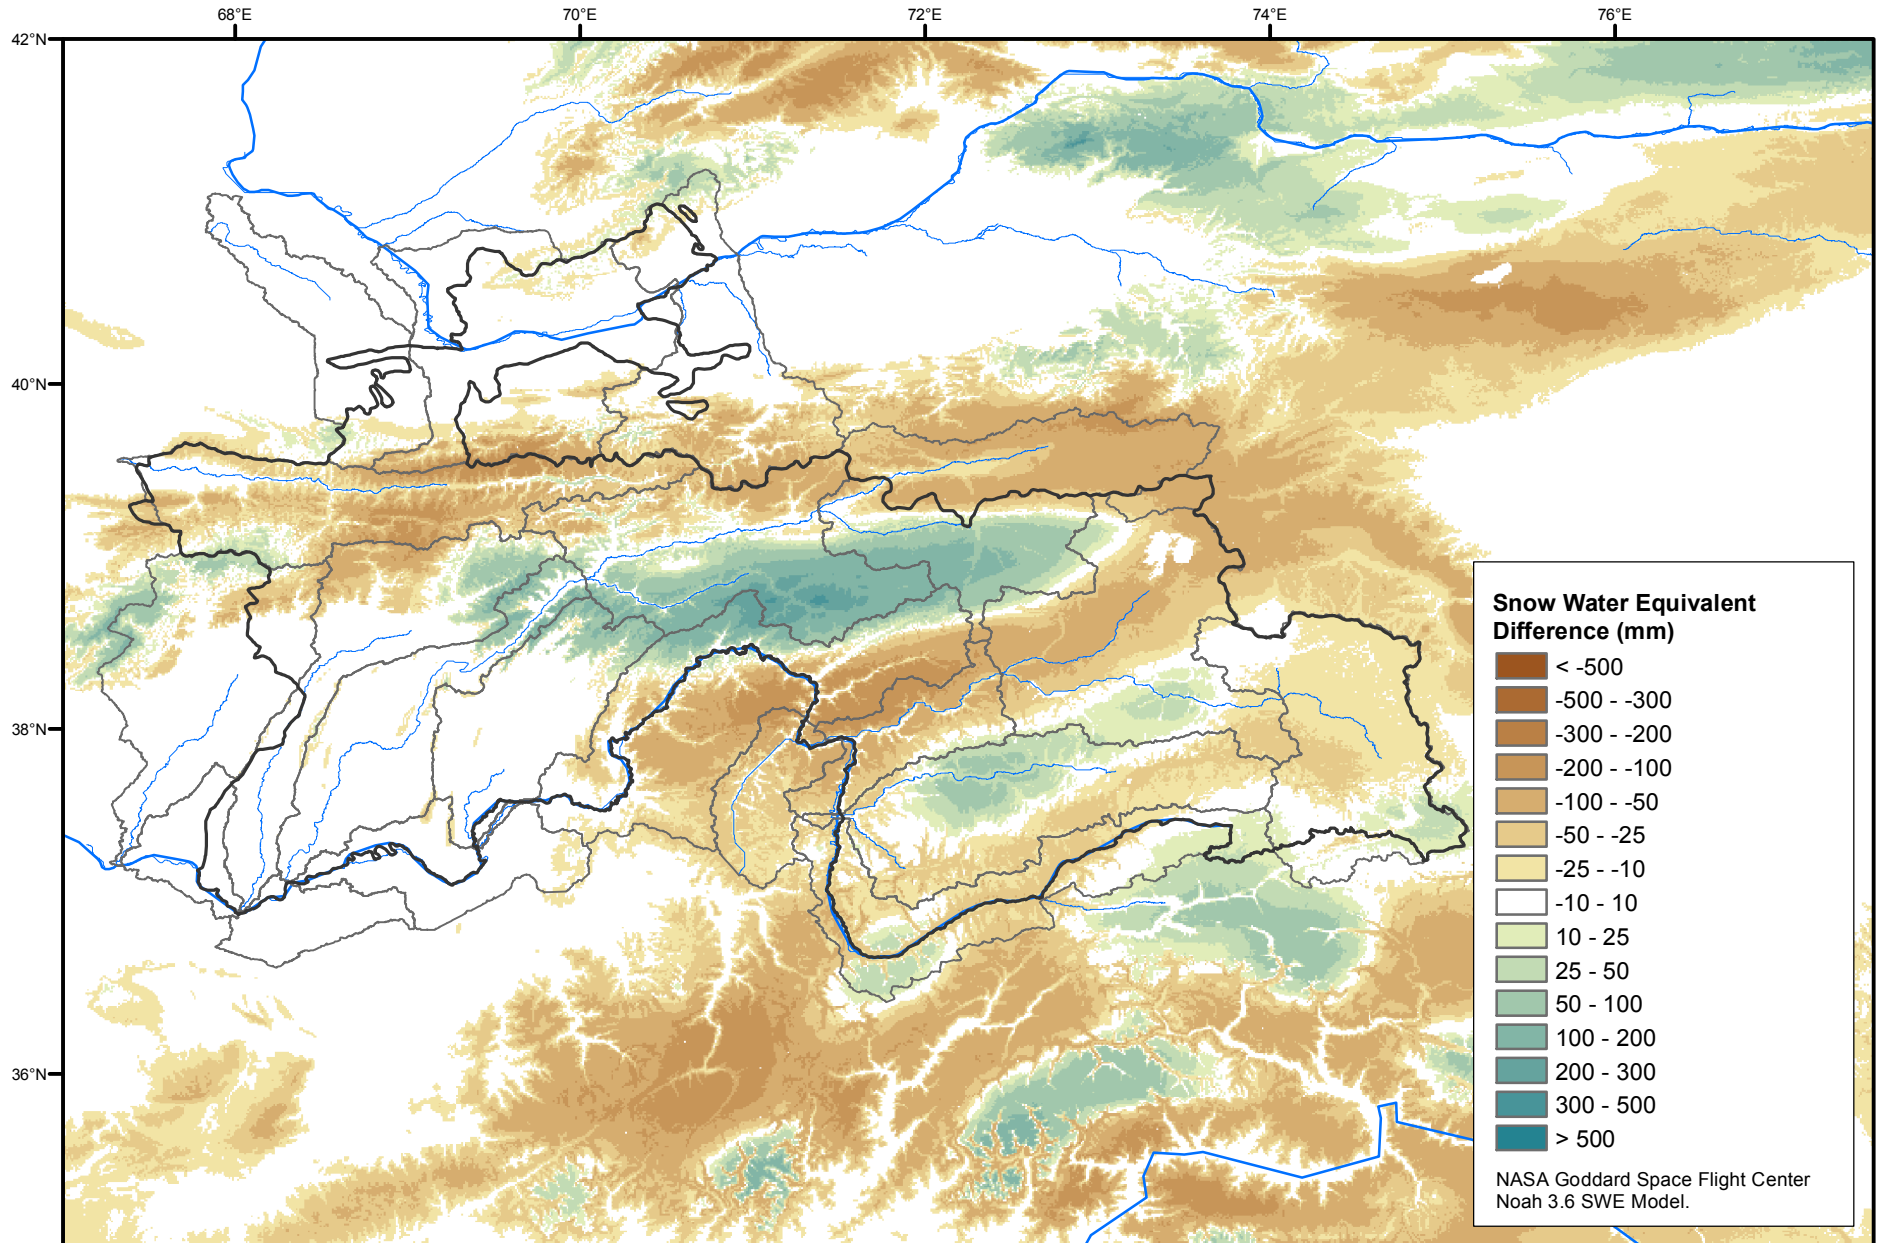 68°E
70°E
72°E
74°E
76°E
42°N
40°N
38°N
36°N
Snow Water Equivalent
Difference (mm)
< -500
-500 - -300
-300 - -200
-200 - -100
-100 - -50
-50 - -25
-25 - -10
-10 - 10
10 - 25
25 - 50
50 - 100
100 - 200
200 - 300
300 - 500
> 500
NASA Goddard Space Flight Center
Noah 3.6 SWE Model.